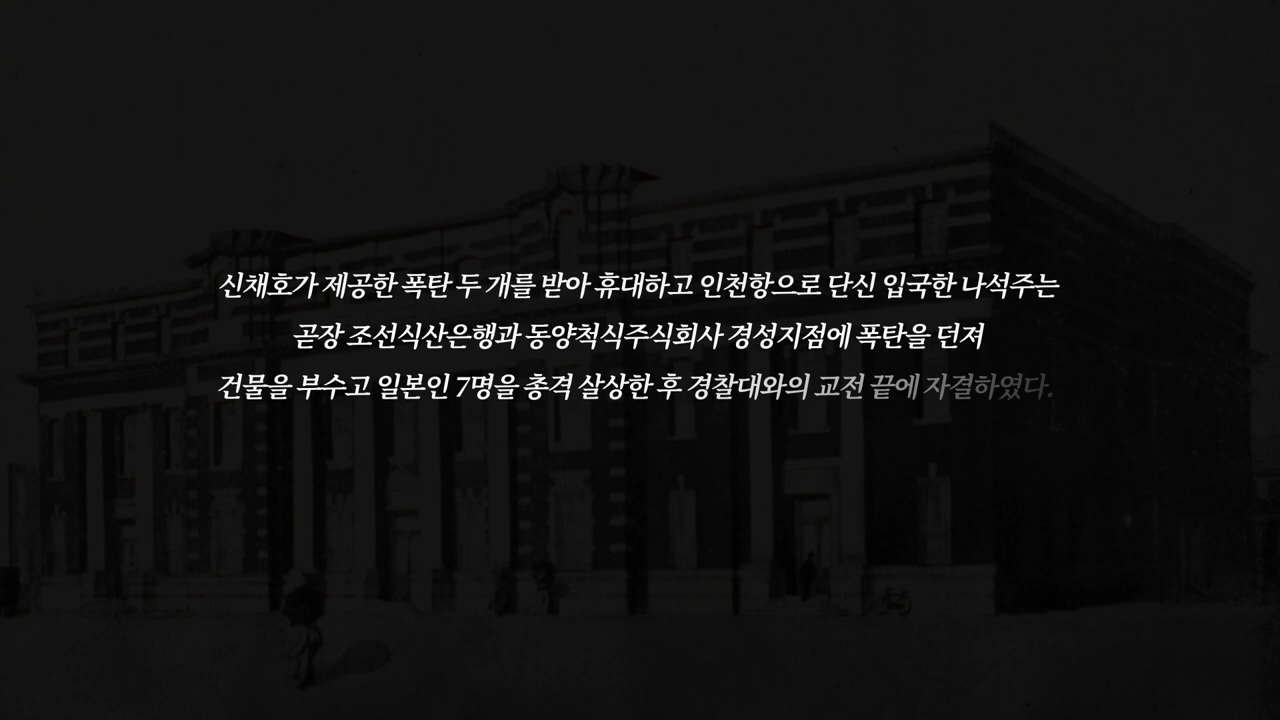 신채호가 제공한 폭탄 두 개를 받아 휴대하고 인천항으로 단신 입국한 나석주는
곧장 조선식산은행과 동양척식주식회사 경성지점에 폭탄을 던져
건물을 부수고 일본인 7명을 총격 살상한 후 경찰대와의 교전 끝에 자결하였다.